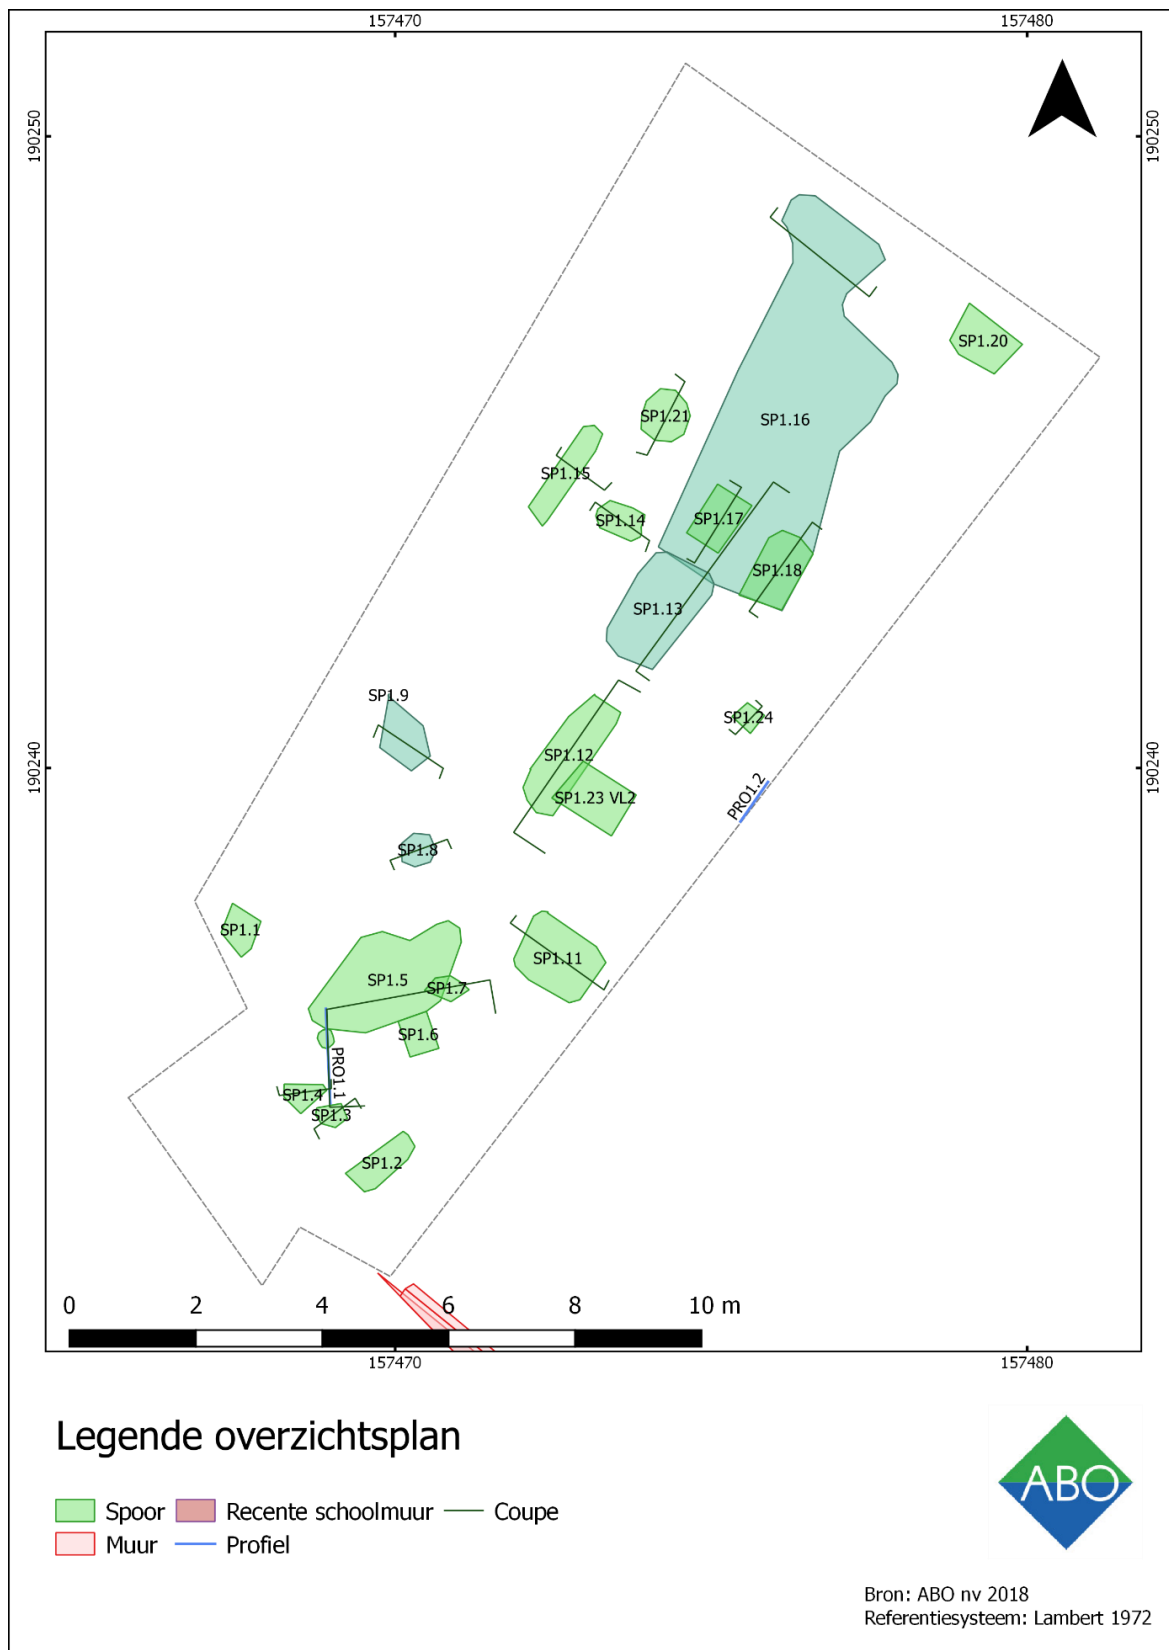 157470
157480
190250
190250
SP1.20
SP1.16
SP1.21
SP1.15
SP1.14
SP1.17
SP1.18
SP1.13
SP1.9
SP1.24
SP1.12
190240
190240
SP1.23 VL2
PRO1.2
SP1.8
SP1.1
SP1.11
SP1.5
SP1.7
SP1.6
PRO1.1
SP1.4
SP1.3
SP1.2
0 2 4 6 8 10 m
157470
157480
Legende overzichtsplan
Spoor Recente schoolmuur Coupe
Muur Profiel
ABO
Bron: ABO nv 2018
Referentiesysteem: Lambert 1972